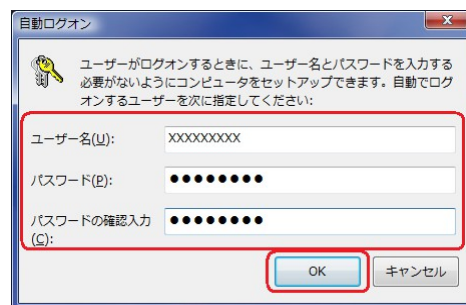 自動ログオン
ユーザーがログオンするときに、ユーザー名とパスワードを入力する
必要がないようにコンピュータをセットアップできます。自動でログ
オンするユーザーを次に指定してください:
ユーザー名(U):
XXXXXXXXX
パスワード(P):
●●●●●●●●
パスワードの確認入力
(C):
●●●●●●●●
OK
キャンセル